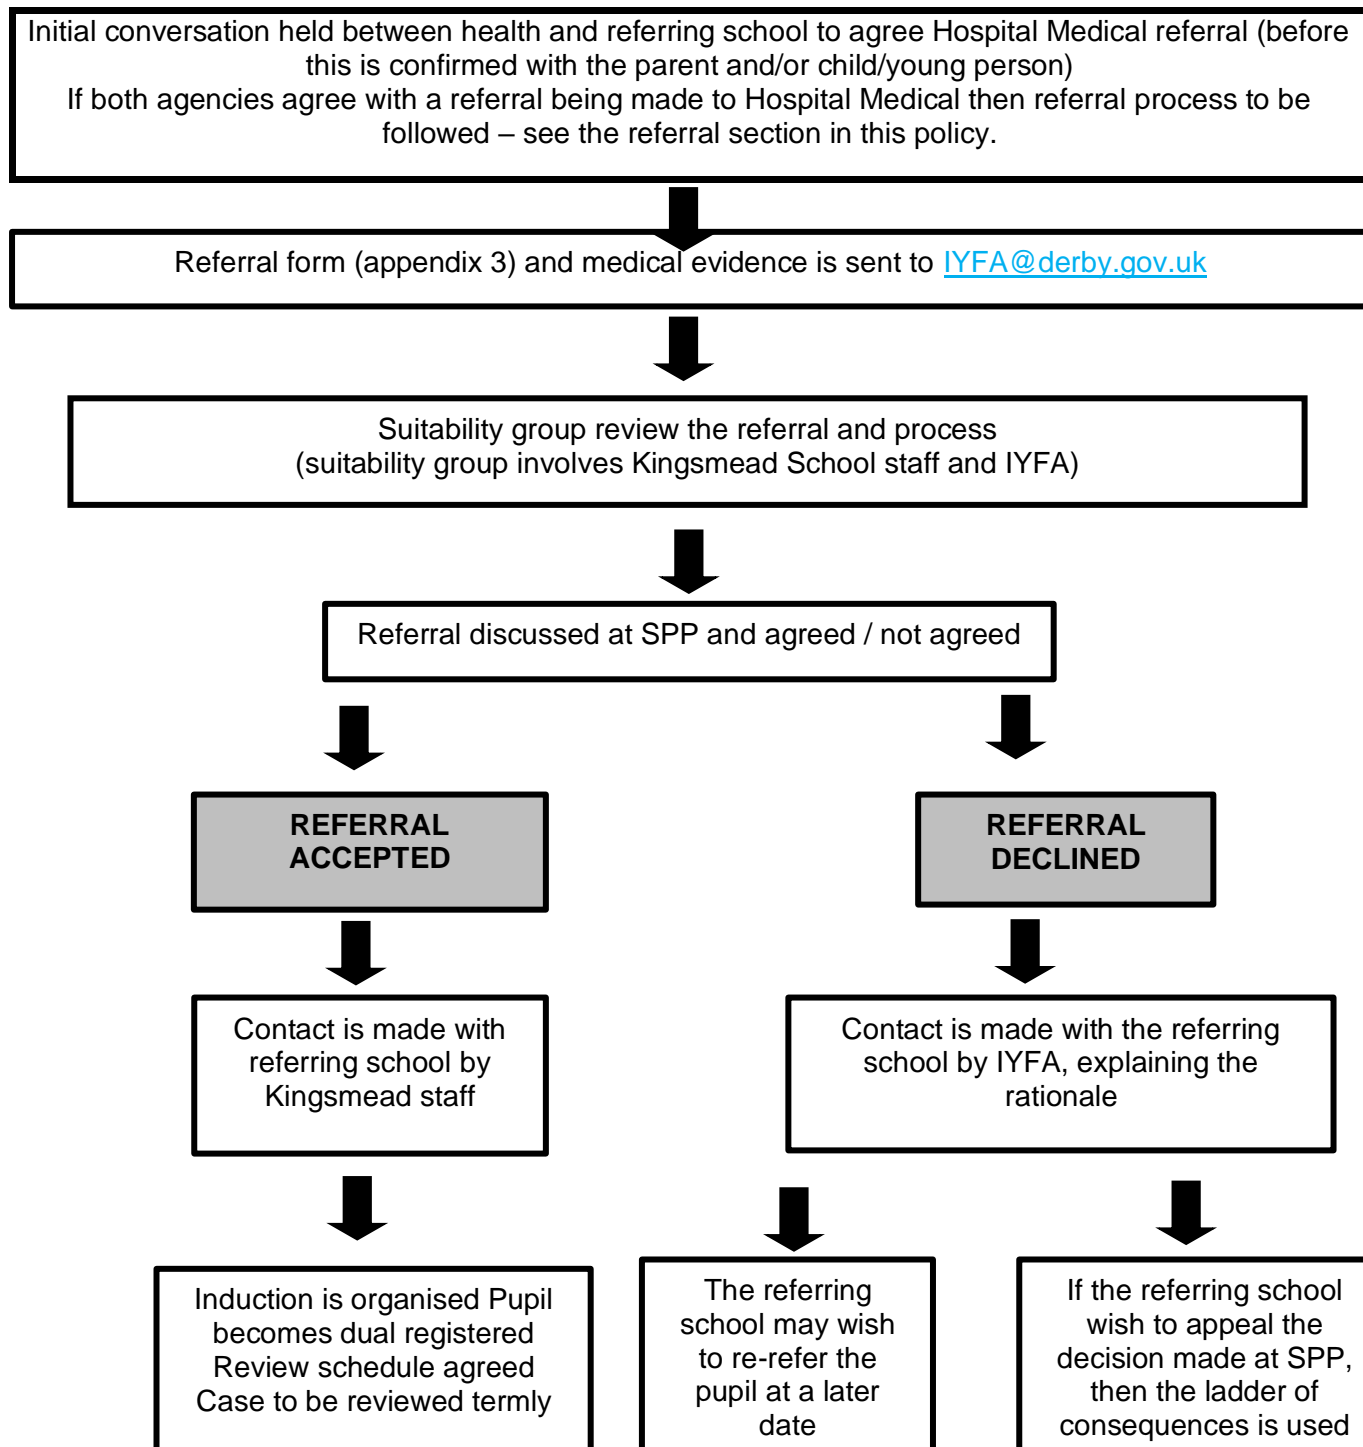 Initial conversation held between health and referring school to agree Hospital Medical referral (before
this is confirmed with the parent and/or child/young person)
If both agencies agree with a referral being made to Hospital Medical then referral process to be
followed – see the referral section in this policy.
Referral form (appendix 3) and medical evidence is sent to IYFA@derby.gov.uk
Suitability group review the referral and process
(suitability group involves Kingsmead School staff and IYFA)
Referral discussed at SPP and agreed / not agreed
REFERRAL
ACCEPTED
REFERRAL
DECLINED
Contact is made with
referring school by
Kingsmead staff
Contact is made with the referring
school by IYFA, explaining the
rationale
Induction is organised Pupil
becomes dual registered
Review schedule agreed
Case to be reviewed termly
The referring
school may wish
to re-refer the
pupil at a later
date
If the referring school
wish to appeal the
decision made at SPP,
then the ladder of
consequences is used